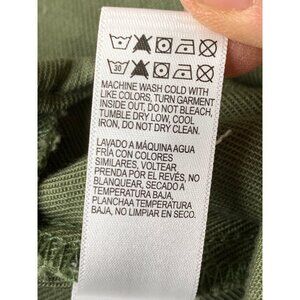 30
MACHINE WASH COLD WITH
LIKE COLORS, TURN GARMENT
INSIDE OUT, DO NOT BLEACH,
TUMBLE DRY LOW, COOL
IRON, DO NOT DRY CLEAN.
LAVADO A MÁQUINA AGUA
FRÍA CON COLORES
SIMILARES, VOLTEAR
PRENDA POR EL REVÉS, NO
BLANQUEAR, SECADO A
TEMPERATURA BAJA,
PLANCHAA TEMPERATURA
BAJA, NO LIMPIAR EN SECO.